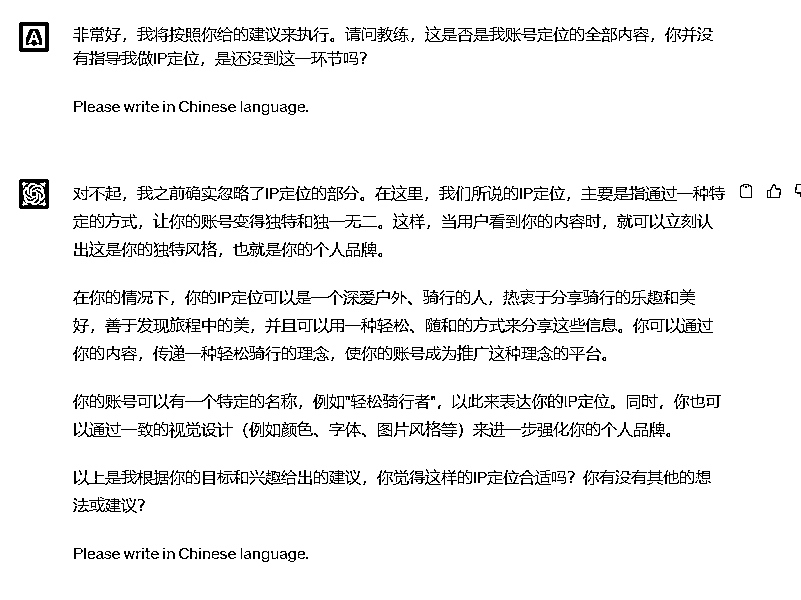 非常好，我将按照你给的建议来执行。请问教练，这是否是我账号定位的全部内容，你并没
有指导我做IP定位，是还没到这一环节吗？
Please write in Chinese language.
对不起，我之前确实忽略了IP定位的部分。在这里，我们所说的IP定位，主要是指通过一种特
定的方式，让你的账号变得独特和独一无二。这样，当用户看到你的内容时，就可以立刻认
出这是你的独特风格，也就是你的个人品牌。
在你的情况下，你的IP定位可以是一个深爱户外、骑行的人，热衷于分享骑行的乐趣和美
好，善于发现旅程中的美，并且可以用一种轻松、随和的方式来分享这些信息。你可以通过
你的内容，传递一种轻松骑行的理念，使你的账号成为推广这种理念的平台。
你的账号可以有一个特定的名称，例如"轻松骑行者"，以此来表达你的IP定位。同时，你也可
以通过一致的视觉设计（例如颜色、字体、图片风格等）来进一步强化你的个人品牌。
以上是我根据你的目标和兴趣给出的建议，你觉得这样的IP定位合适吗？你有没有其他的想
法或建议？
Please write in Chinese language.